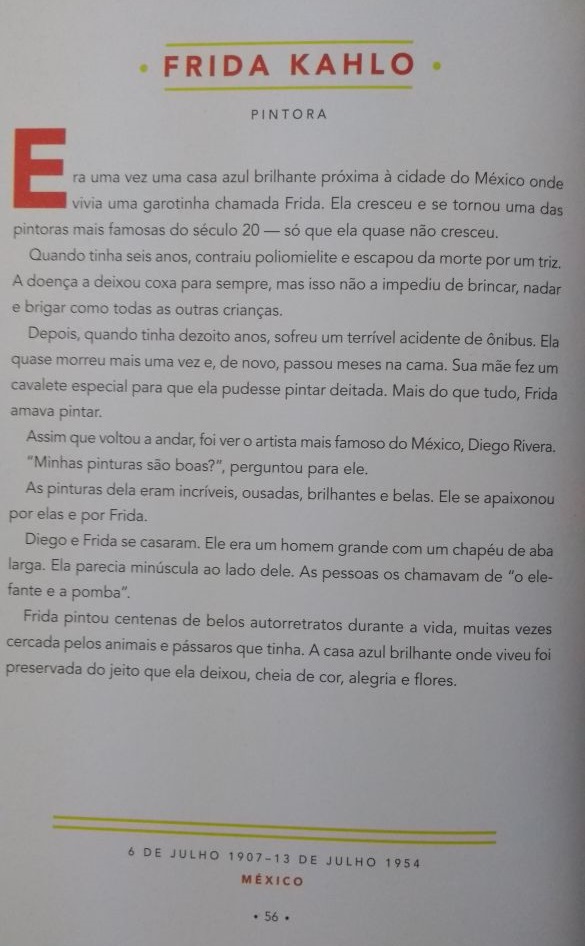 • FRIDA KAHLO •
PINTORA
Era uma vez uma casa azul brilhante próxima à cidade do México onde
vivia uma garotinha chamada Frida. Ela cresceu e se tornou uma das
pintoras mais famosas do século 20 — só que ela quase não cresceu.
Quando tinha seis anos, contraiu poliomielite e escapou da morte por um triz.
A doença a deixou coxa para sempre, mas isso não a impediu de brincar, nadar
e brigar como todas as outras crianças.
Depois, quando tinha dezoito anos, sofreu um terrível acidente de ônibus. Ela
quase morreu mais uma vez e, de novo, passou meses na cama. Sua mãe fez um
cavalete especial para que ela pudesse pintar deitada. Mais do que tudo, Frida
amava pintar.
Assim que voltou a andar, foi ver o artista mais famoso do México, Diego Rivera.
“Minhas pinturas são boas?”, perguntou para ele.
As pinturas dela eram incríveis, ousadas, brilhantes e belas. Ele se apaixonou
por elas e por Frida.
Diego e Frida se casaram. Ele era um homem grande com um chapéu de aba
larga. Ela parecia minúscula ao lado dele. As pessoas os chamavam de “o ele-
fante e a pomba”.
Frida pintou centenas de belos autorretratos durante a vida, muitas vezes
cercada pelos animais e pássaros que tinha. A casa azul brilhante onde viveu foi
preservada do jeito que ela deixou, cheia de cor, alegria e flores.
6 DE JULHO 1907–13 DE JULHO 1954
MÉXICO
• 56 •